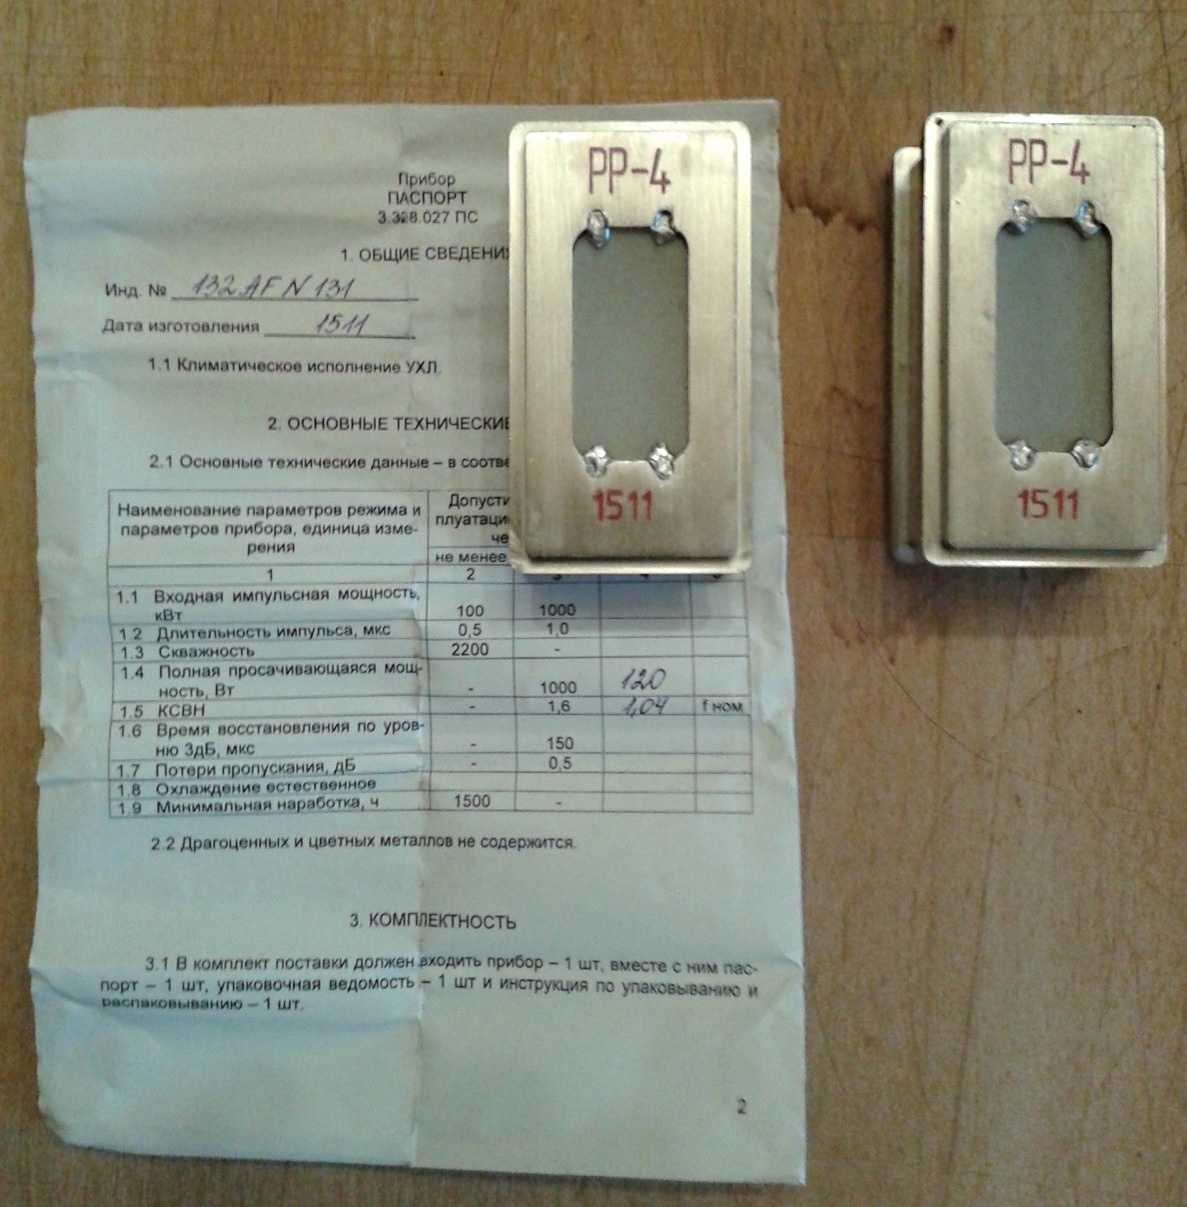 Прибор
ПАСПОРТ
3.328.027 ПС
1. ОБЩИЕ СВЕДЕНИЯ
Инд. № 132 AF N 131
Дата изготовления 1511
1.1 Климатическое исполнение УХЛ.
2. ОСНОВНЫЕ ТЕХНИЧЕСКИЕ
2.1 Основные технические данные – в соотве
Наименование параметров режима и
параметров прибора, единица изме-
рения
Допусти
плуатацио
че
не менее
1 2 3 4 5
1.1 Входная импульсная мощность,
кВт 100 1000
1.2 Длительность импульса, мкс 0,5 1,0
1.3 Скважность 2200 -
1.4 Полная просачивающаяся мощ-
ность, Вт - 1000 120
1.5 КСВН - 1,6 1,04 f ном
1.6 Время восстановления по уров-
ню 3дБ, мкс - 150
1.7 Потери пропускания, дБ - 0,5
1.8 Охлаждение естественное
1.9 Минимальная наработка, ч 1500 -
2.2 Драгоценных и цветных металлов не содержится.
3. КОМПЛЕКТНОСТЬ
3.1 В комплект поставки должен входить прибор – 1 шт, вместе с ним пас-
порт – 1 шт, упаковочная ведомость – 1 шт и инструкция по упаковыванию и
распаковыванию – 1 шт.
2
РР-4
1511
РР-4
1511